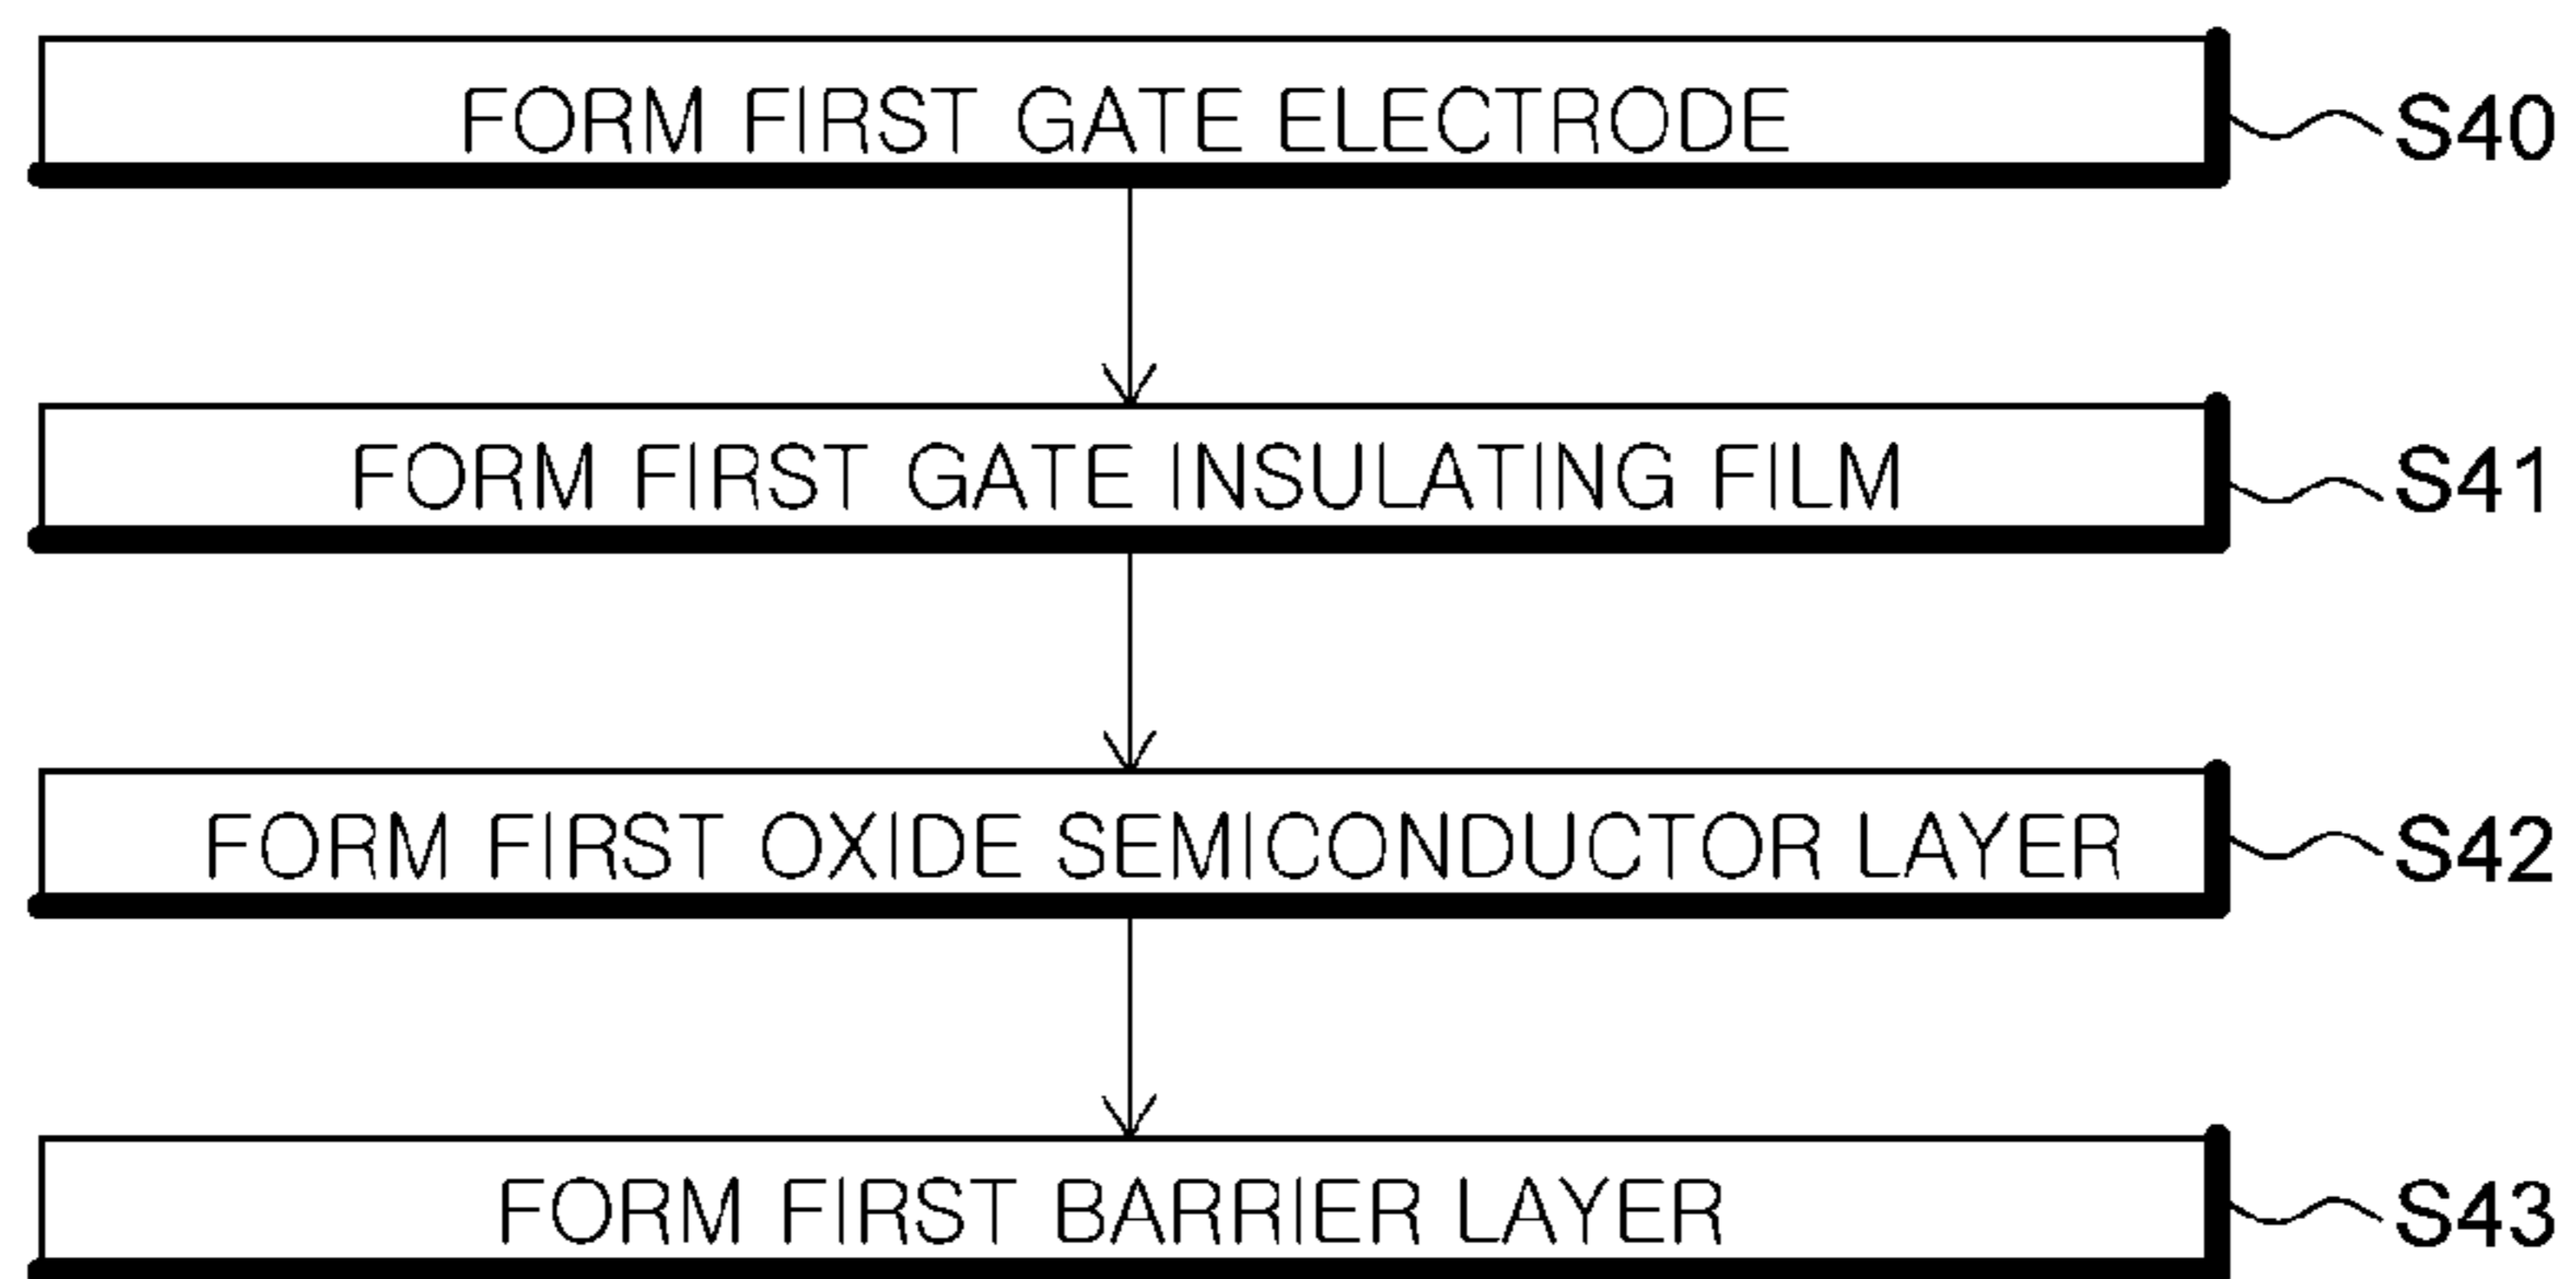 FORM FIRST GATE ELECTRODE S40
FORM FIRST GATE INSULATING FILM S41
FORM FIRST OXIDE SEMICONDUCTOR LAYER S42
FORM FIRST BARRIER LAYER S43